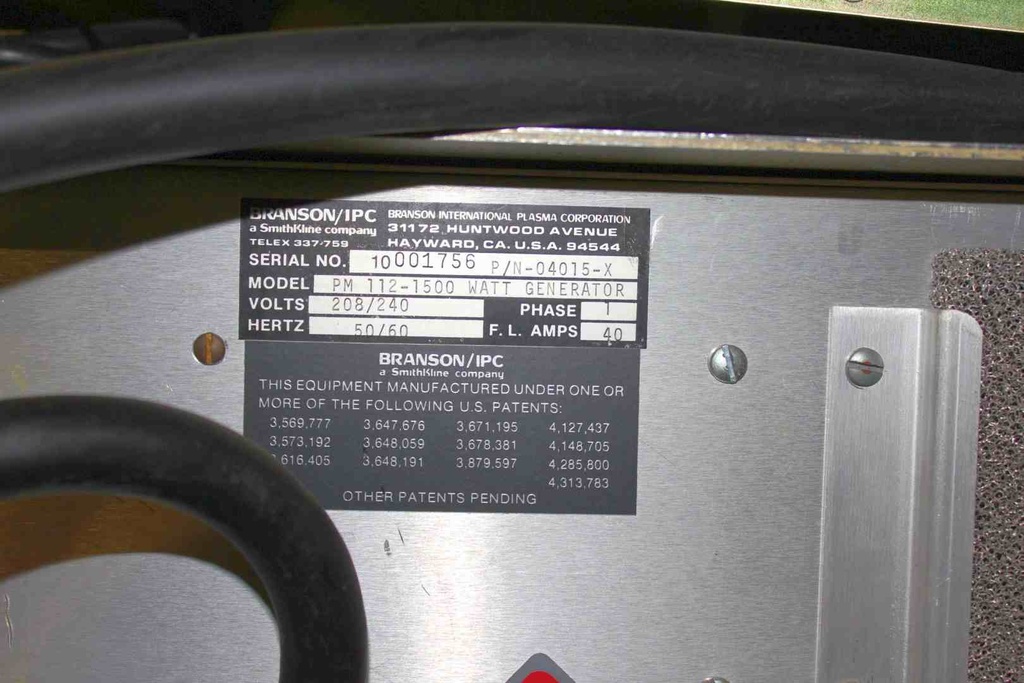 BRANSON/IPC BRANSON INTERNATIONAL PLASMA CORPORATION
a SmithKline company 31172 HUNTWOOD AVENUE
TELEX 337-759 HAYWARD, CA. U.S.A. 94544
SERIAL NO. 10001756 P/N-04015-X
MODEL PM 112-1500 WATT GENERATOR
VOLTS 208/240 PHASE 1
HERTZ 50/60 F.L. AMPS 40
BRANSON/IPC
a SmithKline company
THIS EQUIPMENT MANUFACTURED UNDER ONE OR
MORE OF THE FOLLOWING U.S. PATENTS:
3,569,777 3,647,676 3,671,195 4,127,437
3,573,192 3,648,059 3,678,381 4,148,705
616,405 3,648,191 3,879,597 4,285,800
4,313,783
OTHER PATENTS PENDING